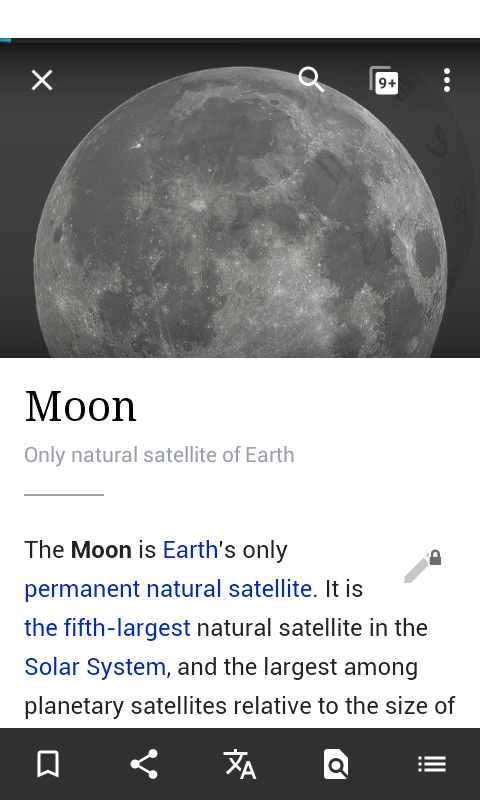 9+
Moon
Only natural satellite of Earth
The Moon is Earth's only
permanent natural satellite. It is
the fifth-largest natural satellite in the
Solar System, and the largest among
planetary satellites relative to the size of